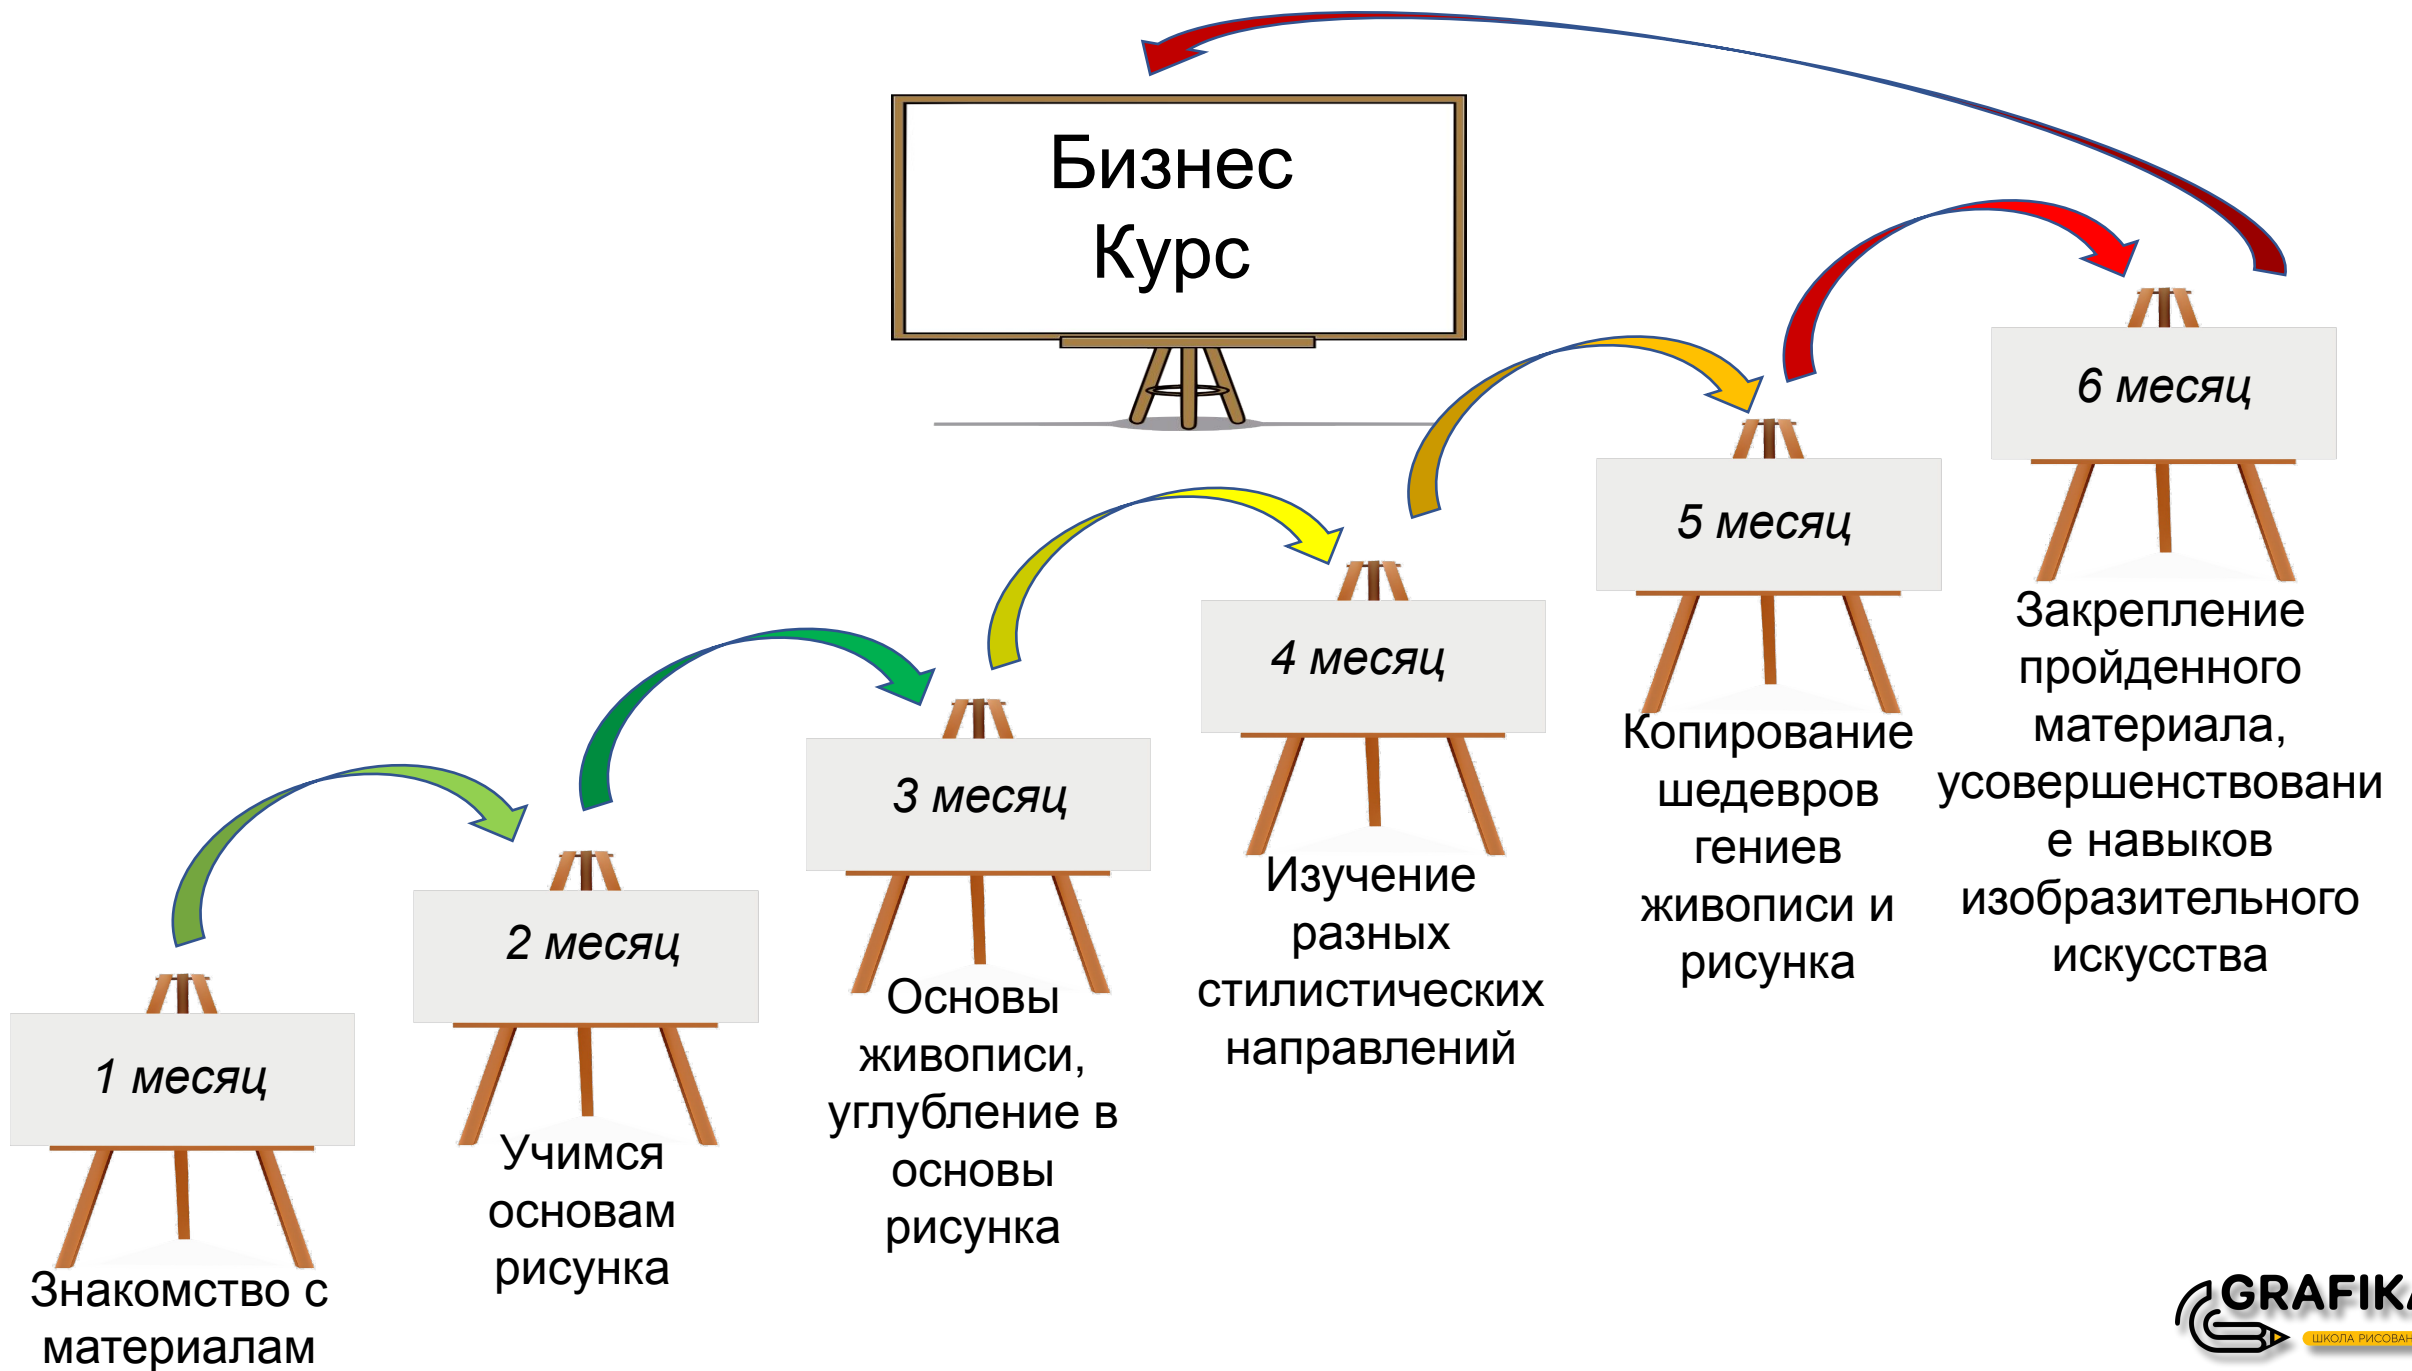 Бизнес
Курс
6 месяц
Закрепление
пройденного
материала,
усовершенствовани
е навыков
изобразительного
искусства
5 месяц
Копирование
шедевров
гениев
живописи и
рисунка
4 месяц
Изучение
разных
стилистических
направлений
3 месяц
Основы
живописи,
углубление в
основы
рисунка
2 месяц
Учимся
основам
рисунка
1 месяц
Знакомство с
материалам
GRAFIKA
ШКОЛА